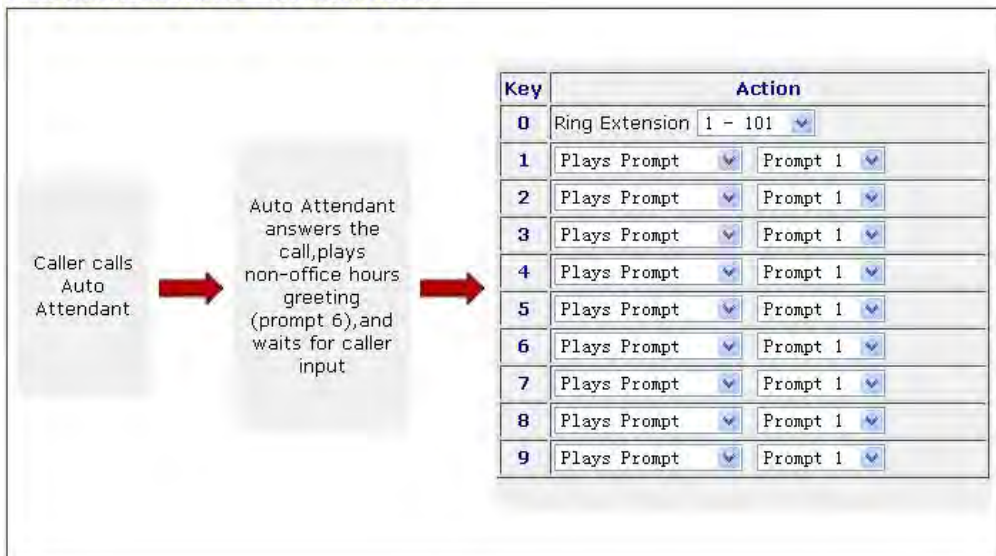 Caller calls
Auto
Attendant
Auto Attendant
answers the
call,plays
non-office hours
greeting
(prompt 6),and
waits for caller
input
Key Action
0 Ring Extension 1 - 101
1 Plays Prompt Prompt 1
2 Plays Prompt Prompt 1
3 Plays Prompt Prompt 1
4 Plays Prompt Prompt 1
5 Plays Prompt Prompt 1
6 Plays Prompt Prompt 1
7 Plays Prompt Prompt 1
8 Plays Prompt Prompt 1
9 Plays Prompt Prompt 1